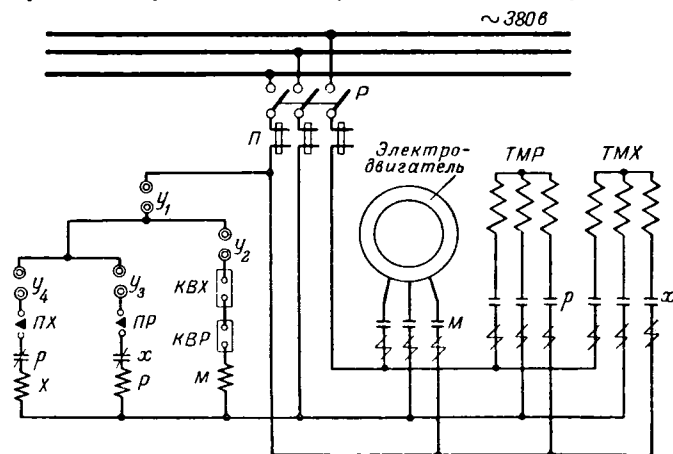 ~380в
Р
П
Электро-
двигатель
ТМР
ТМХ
У₁
У₂
У₄
У₃
КВХ
ПХ
ПР
КВР
Р
х
М
Х
Р
М
Р
х